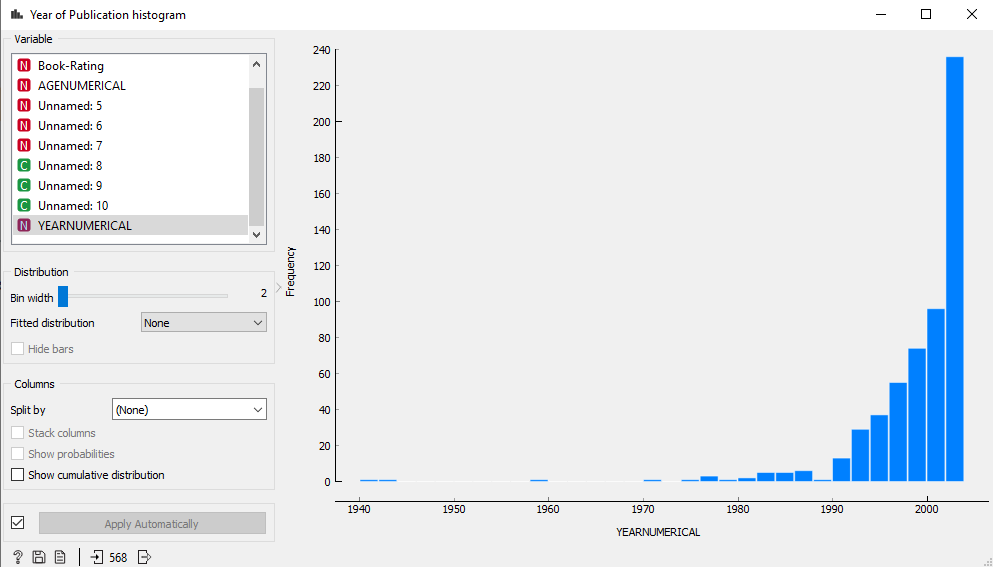 Year of Publication histogram
Variable
N Book-Rating
N AGENUMERICAL
N Unnamed: 5
N Unnamed: 6
N Unnamed: 7
C Unnamed: 8
C Unnamed: 9
C Unnamed: 10
N YEARNUMERICAL
Distribution
Bin width 2
Fitted distribution None
Hide bars
Columns
Split by (None)
Stack columns
Show probabilities
Show cumulative distribution
Apply Automatically
? 568
240
220
200
180
160
140
120
100
80
60
40
20
0
Frequency
1940 1950 1960 1970 1980 1990 2000
YEARNUMERICAL